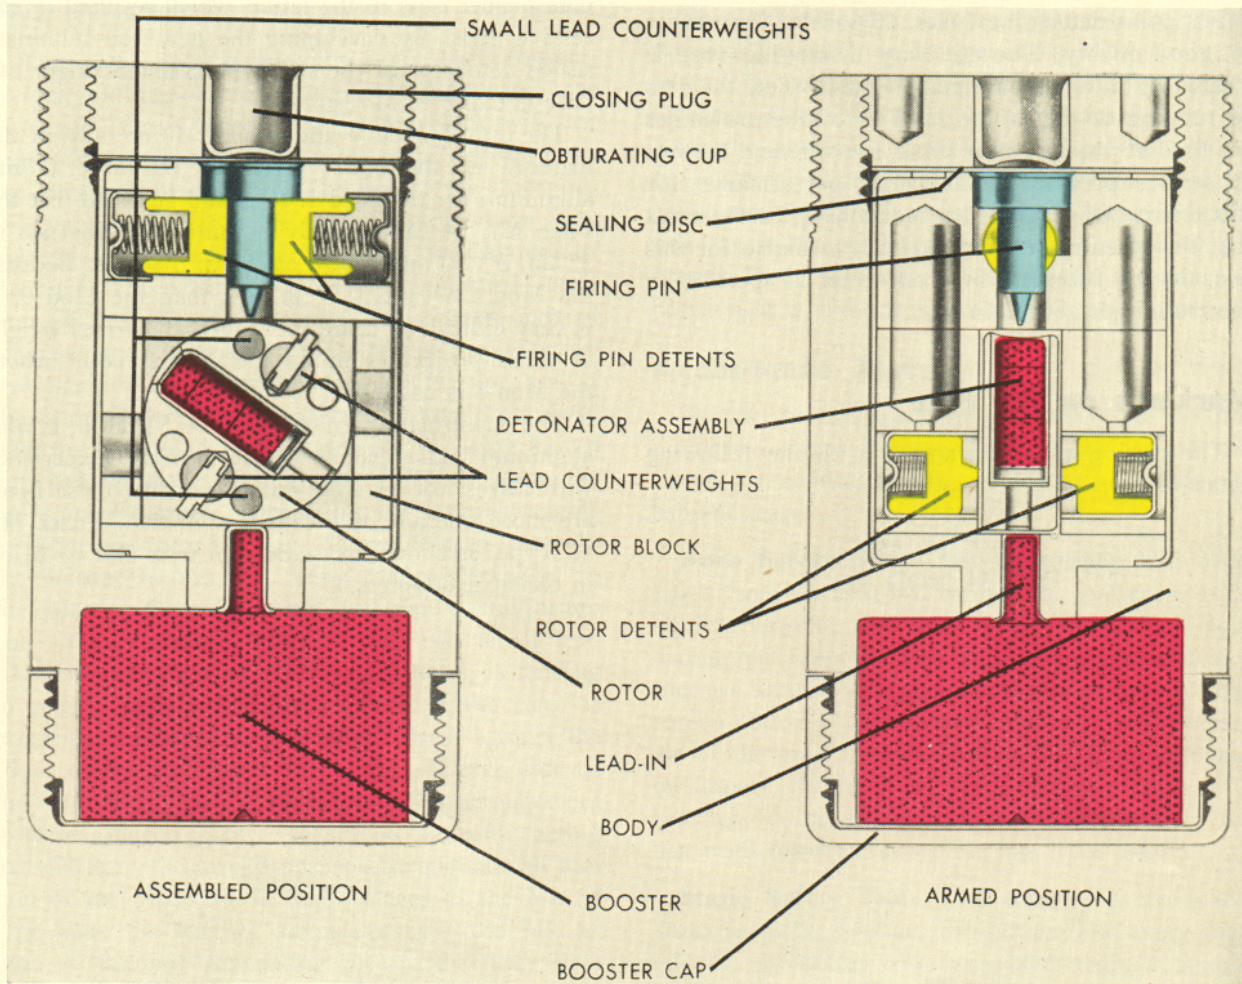 SMALL LEAD COUNTERWEIGHTS
CLOSING PLUG
OBTURATING CUP
SEALING DISC
FIRING PIN
FIRING PIN DETENTS
DETONATOR ASSEMBLY
LEAD COUNTERWEIGHTS
ROTOR BLOCK
ROTOR DETENTS
ROTOR
LEAD-IN
BODY
ASSEMBLED POSITION
BOOSTER
ARMED POSITION
BOOSTER CAP